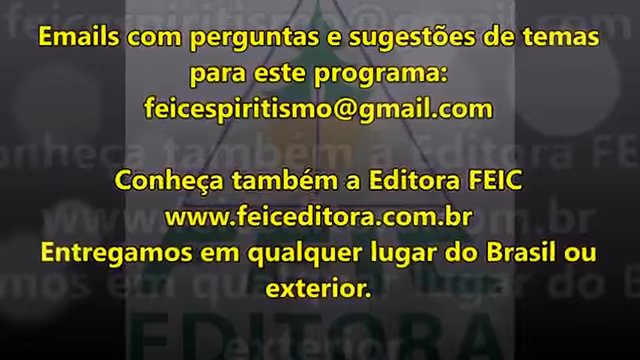 Emails com perguntas e sugestões de temas
para este programa:
feicespiritismo@gmail.com
Conheça também a Editora FEIC
www.feiceditora.com.br
Entregamos em qualquer lugar do Brasil ou
exterior.
EDITORA